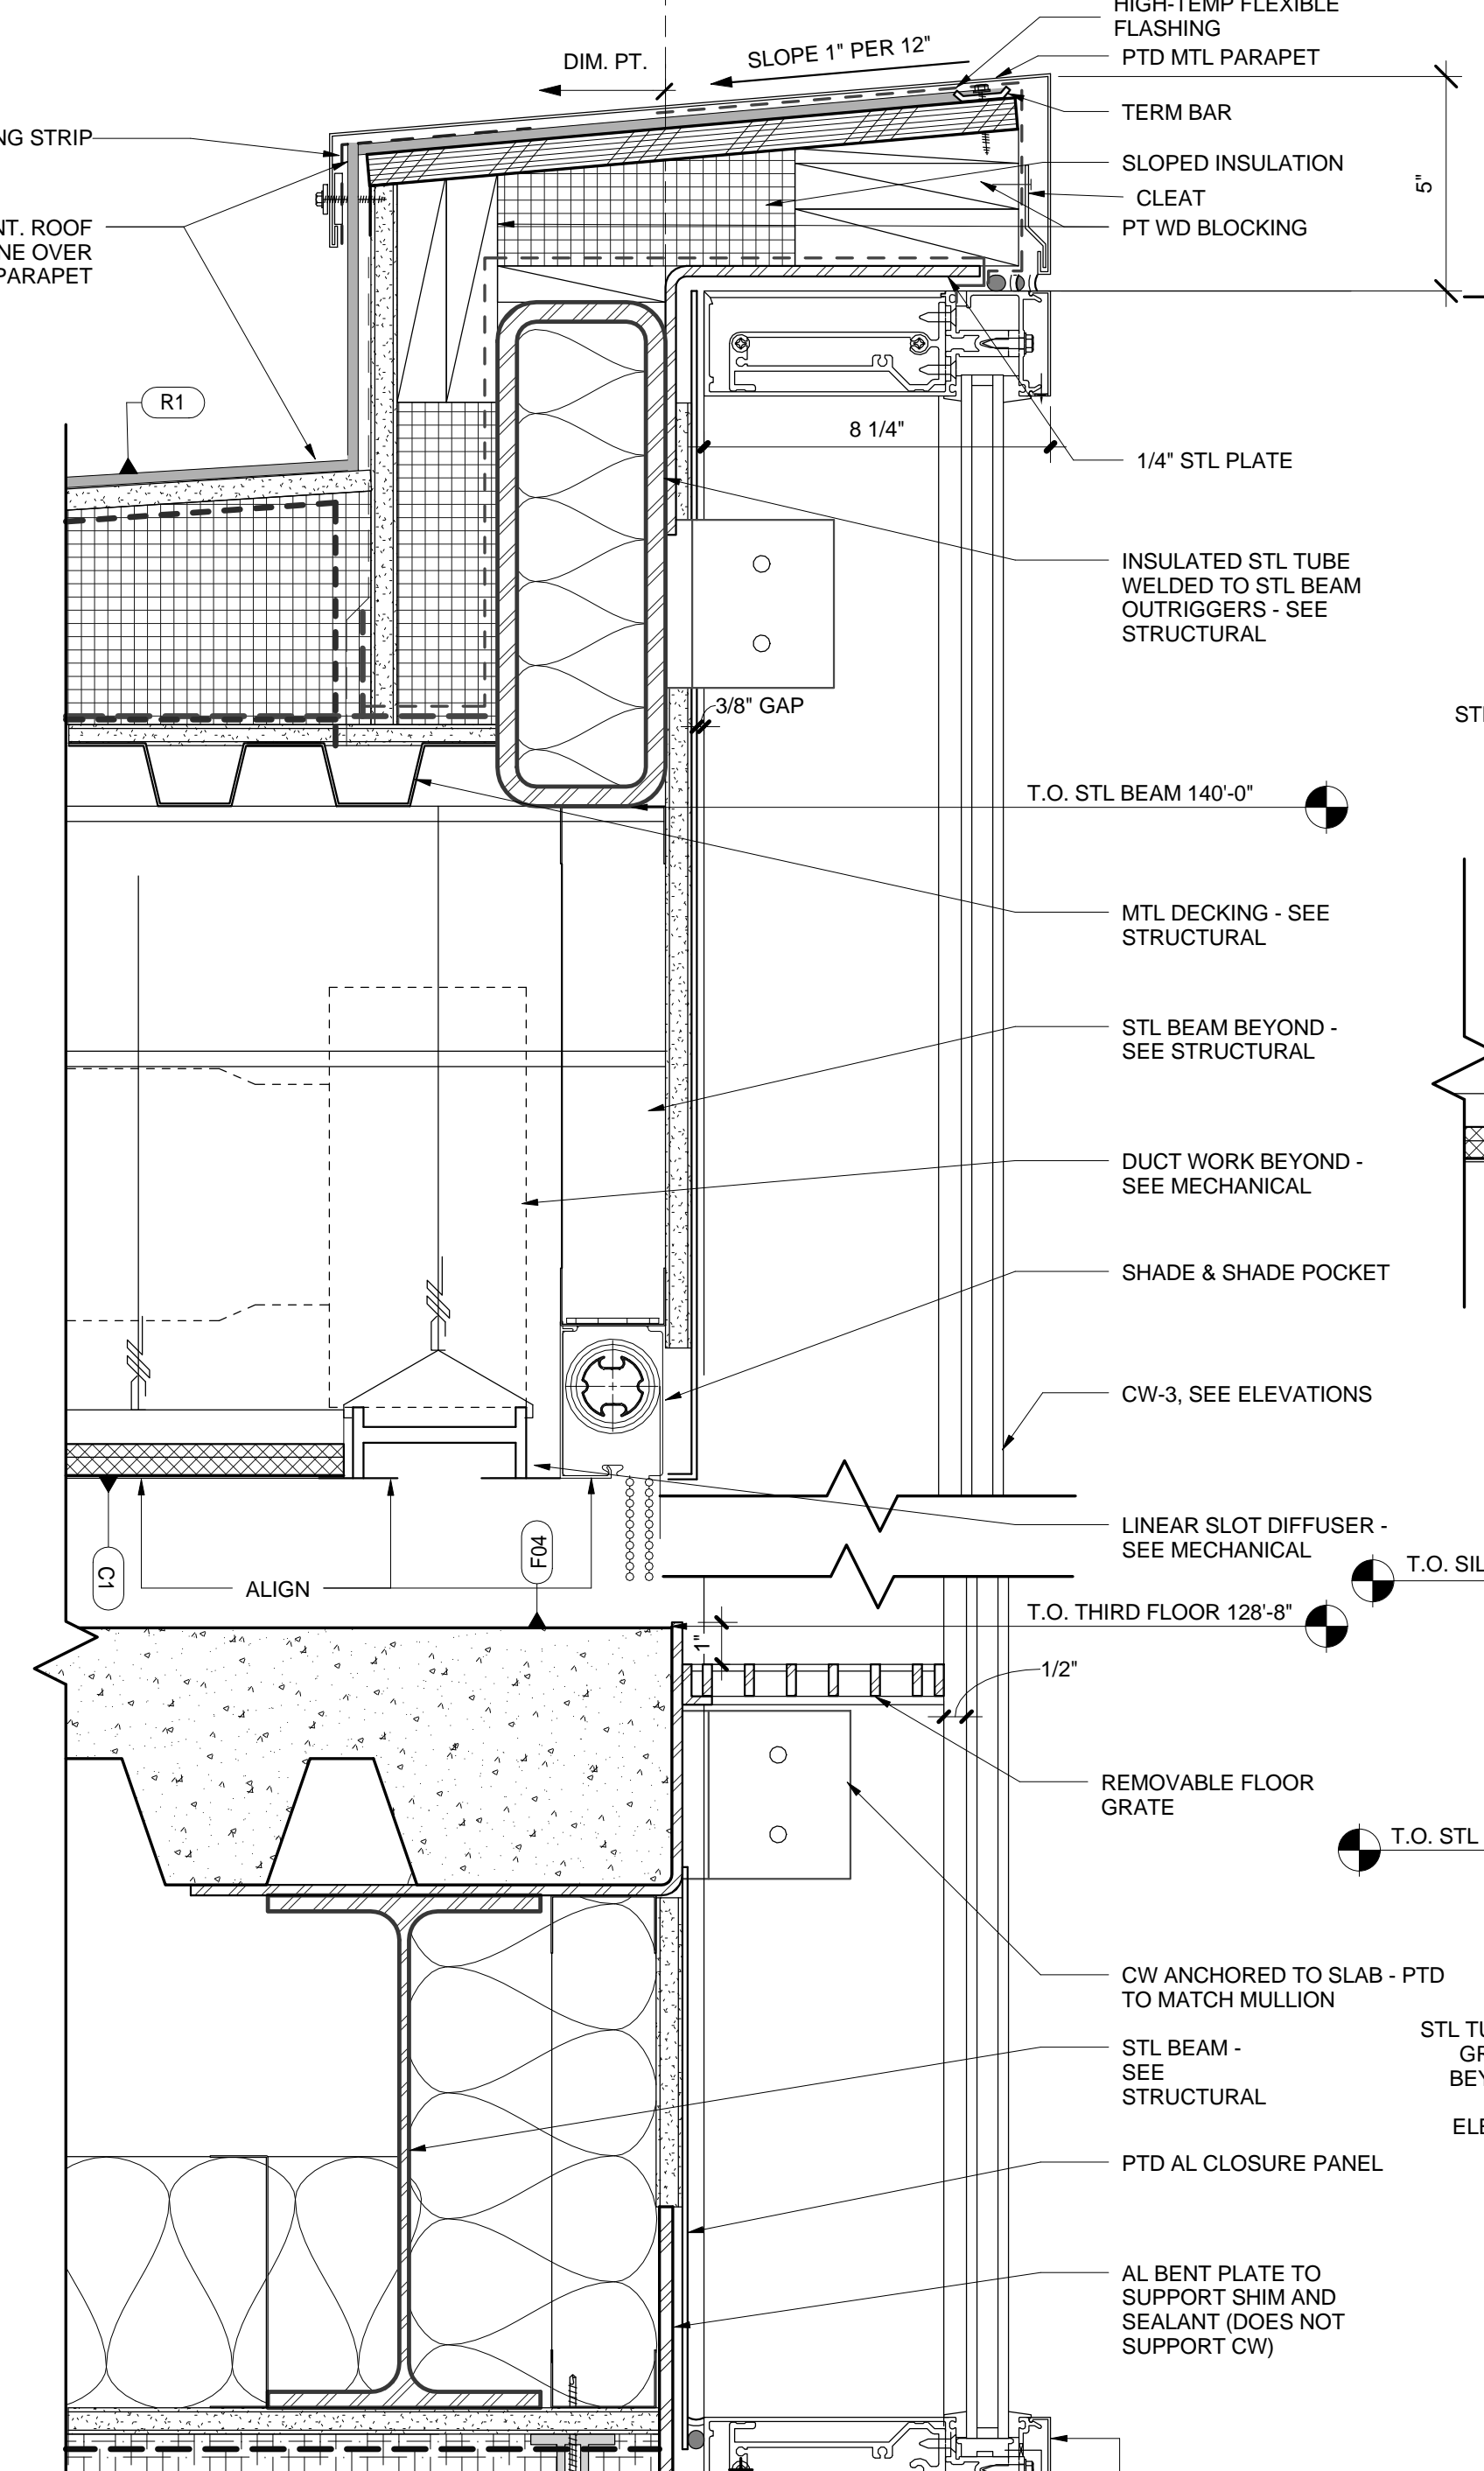 HIGH-TEMP FLEXIBLE
FLASHING
DIM. PT.
SLOPE 1" PER 12"
PTD MTL PARAPET
TERM BAR
NG STRIP
SLOPED INSULATION
5"
CLEAT
PT WD BLOCKING
NT. ROOF
NE OVER
PARAPET
R1
8 1/4"
1/4" STL PLATE
INSULATED STL TUBE
WELDED TO STL BEAM
OUTRIGGERS - SEE
STRUCTURAL
3/8" GAP
T.O. STL BEAM 140'-0"
MTL DECKING - SEE
STRUCTURAL
STL BEAM BEYOND -
SEE STRUCTURAL
DUCT WORK BEYOND -
SEE MECHANICAL
SHADE & SHADE POCKET
CW-3, SEE ELEVATIONS
LINEAR SLOT DIFFUSER -
SEE MECHANICAL
C1
ALIGN
F04
T.O. SIL
T.O. THIRD FLOOR 128'-8"
1"
1/2"
REMOVABLE FLOOR
GRATE
T.O. STL
CW ANCHORED TO SLAB - PTD
TO MATCH MULLION
STL BEAM -
SEE
STRUCTURAL
STL TU
GR
BEY
ELE
PTD AL CLOSURE PANEL
AL BENT PLATE TO
SUPPORT SHIM AND
SEALANT (DOES NOT
SUPPORT CW)